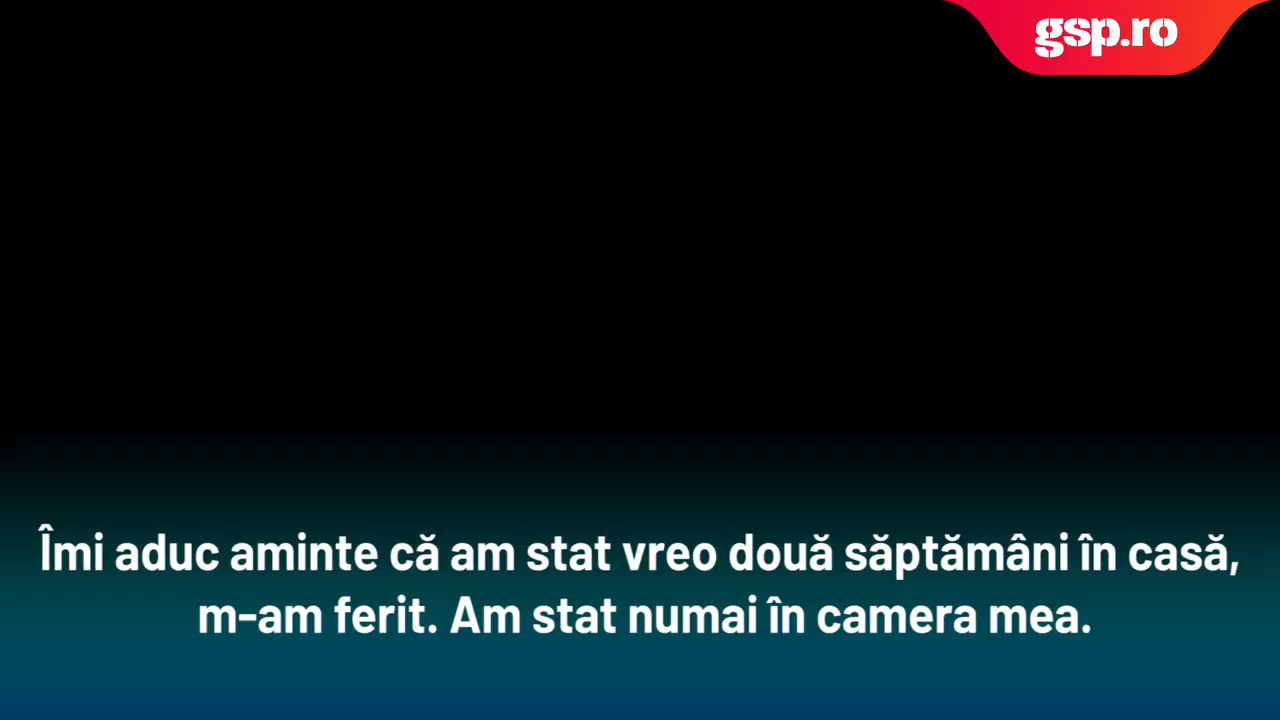 gsp.ro
Îmi aduc aminte că am stat vreo două săptămâni în casă,
m-am ferit. Am stat numai în camera mea.